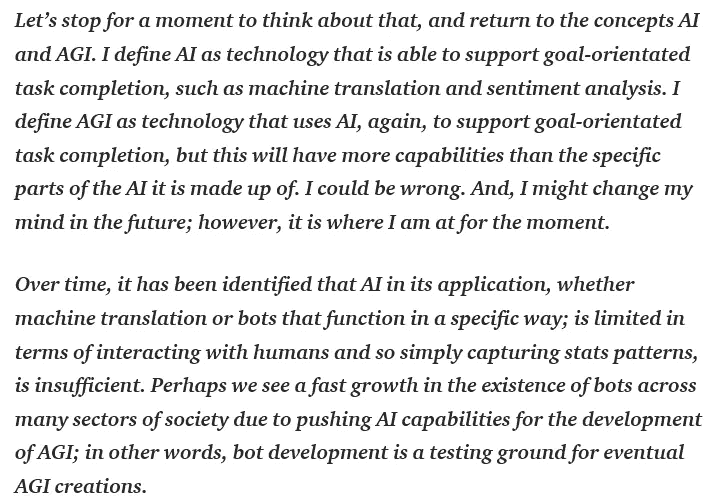 Let’s stop for a moment to think about that, and return to the concepts AI
and AGI. I define AI as technology that is able to support goal-orientated
task completion, such as machine translation and sentiment analysis. I
define AGI as technology that uses AI, again, to support goal-orientated
task completion, but this will have more capabilities than the specific
parts of the AI it is made up of. I could be wrong. And, I might change my
mind in the future; however, it is where I am at for the moment.
Over time, it has been identified that AI in its application, whether
machine translation or bots that function in a specific way; is limited in
terms of interacting with humans and so simply capturing stats patterns,
is insufficient. Perhaps we see a fast growth in the existence of bots across
many sectors of society due to pushing AI capabilities for the development
of AGI; in other words, bot development is a testing ground for eventual
AGI creations.